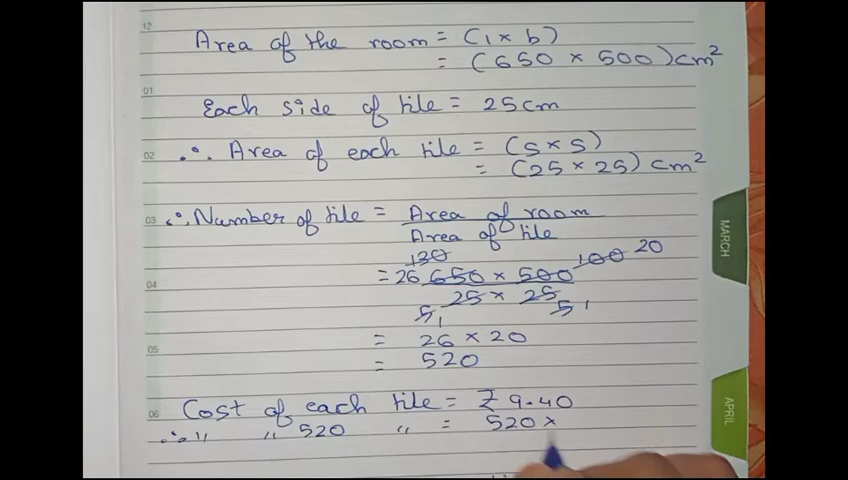 12
Area of the room = (l × b)
= (650 × 500) cm²
01
Each side of tile = 25 cm
02
∴ Area of each tile = (s × s)
= (25 × 25) cm²
03
∴ Number of tile = Area of room
Area of tile
130
= 26 650 × 500 100 20
04
25 × 25
5 1 5 1
= 26 × 20
05
= 520
06
Cost of each tile = ₹ 9.40
∴ " " 520 " = 520 ×
MARCH
APRIL